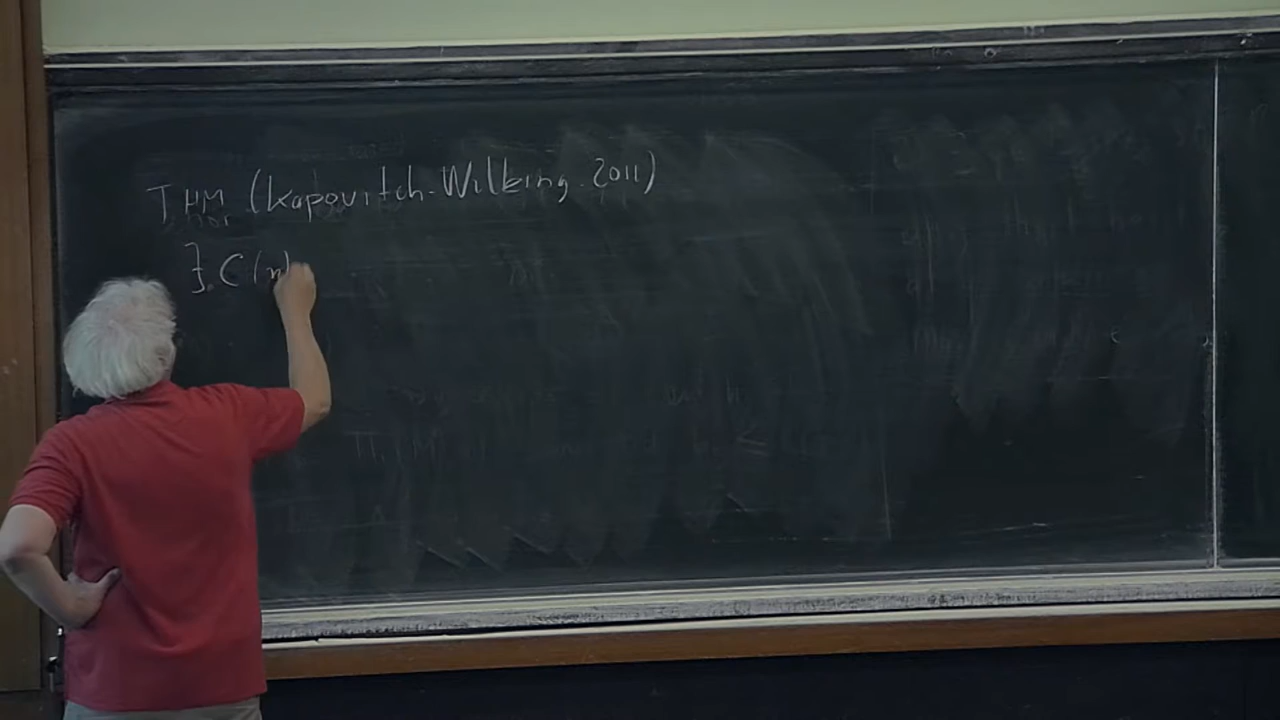 THM (Kapovitch-Wilking. 2011)
∃. C(n)